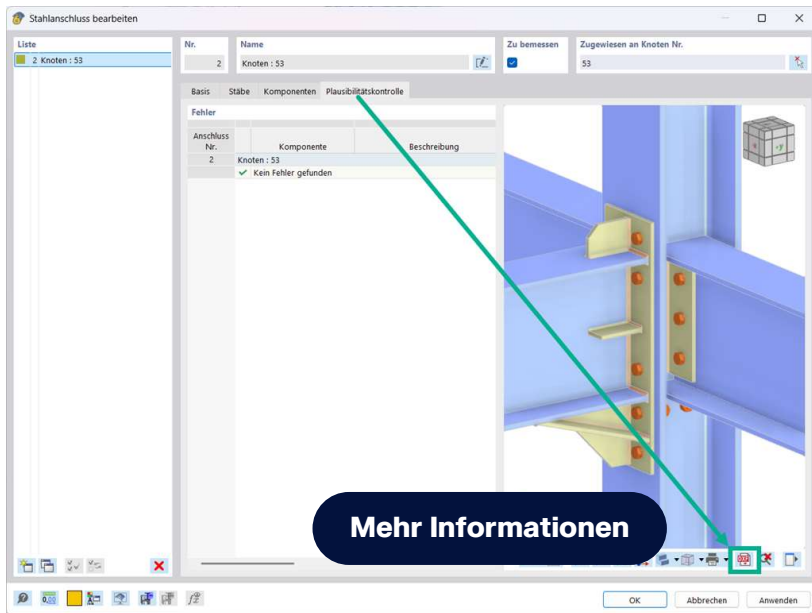 Stahlanschluss bearbeiten
Liste
2 Knoten : 53
Nr.
2
Name
Knoten : 53
Zu bemessen
Zugewiesen an Knoten Nr.
53
Basis
Stäbe
Komponenten
Plausibilitätskontrolle
Fehler
Anschluss
Nr.
Komponente
Beschreibung
2
Knoten : 53
Kein Fehler gefunden
+y
Mehr Informationen
OK
Abbrechen
Anwenden